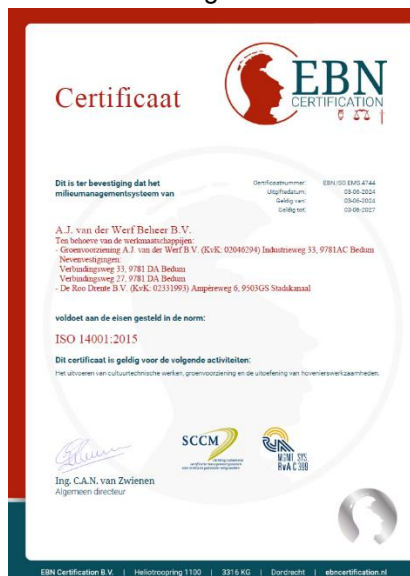 Certificaat
EBN
CERTIFICATION
Dit is ter bevestiging dat het
milieumanagementsysteem van
Certificaatnummer: EBN.ISO.EMS.4744
Uitgiftedatum: 03-06-2024
Geldig van: 03-06-2024
Geldig tot: 03-06-2027
A.J. van der Werf Beheer B.V.
Ten behoeve van de werkmaatschappijen:
- Groenvoorziening A.J. van der Werf B.V. (KvK: 02046294) Industrieweg 33, 9781AC Bedum
Nevenvestigingen:
Verbindingsweg 33, 9781 DA Bedum
Verbindingsweg 27, 9781 DA Bedum
- De Roo Drente B.V. (KvK: 02331993) Ampèreweg 6, 9503GS Stadskanaal
voldoet aan de eisen gesteld in de norm:
ISO 14001:2015
Dit certificaat is geldig voor de volgende activiteiten:
Het uitvoeren van cultuurtechnische werken, groenvoorziening en de uitoefening van hovenierswerkzaamheden.
SCCM
MGMT SYS
RvA C 399
Ing. C.A.N. van Zwienen
Algemeen directeur
EBN Certification B.V. | Heliotroopring 1100 | 3316 KG | Dordrecht | ebncertification.nl